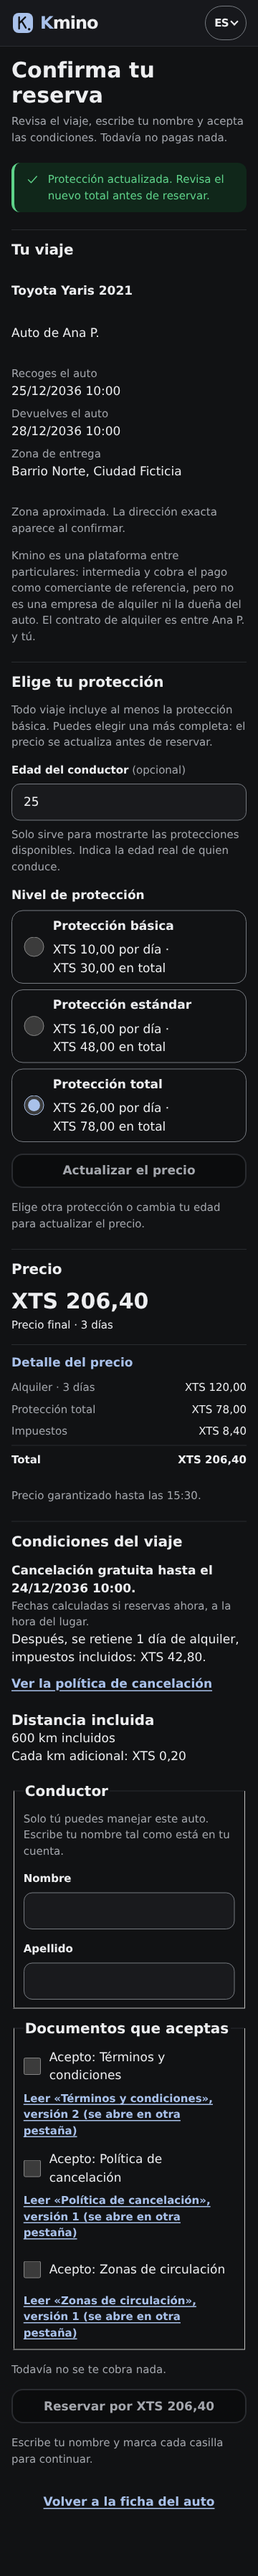 Kmino
ES
Confirma tu
reserva
Revisa el viaje, escribe tu nombre y acepta
las condiciones. Todavía no pagas nada.
Protección actualizada. Revisa el
nuevo total antes de reservar.
Tu viaje
Toyota Yaris 2021
Auto de Ana P.
Recoges el auto
25/12/2036 10:00
Devuelves el auto
28/12/2036 10:00
Zona de entrega
Barrio Norte, Ciudad Ficticia
Zona aproximada. La dirección exacta
aparece al confirmar.
Kmino es una plataforma entre
particulares: intermedia y cobra el pago
como comerciante de referencia, pero no
es una empresa de alquiler ni la dueña del
auto. El contrato de alquiler es entre Ana P.
y tú.
Elige tu protección
Todo viaje incluye al menos la protección
básica. Puedes elegir una más completa: el
precio se actualiza antes de reservar.
Edad del conductor (opcional)
25
Solo sirve para mostrarte las protecciones
disponibles. Indica la edad real de quien
conduce.
Nivel de protección
Protección básica
XTS 10,00 por día ·
XTS 30,00 en total
Protección estándar
XTS 16,00 por día ·
XTS 48,00 en total
Protección total
XTS 26,00 por día ·
XTS 78,00 en total
Actualizar el precio
Elige otra protección o cambia tu edad
para actualizar el precio.
Precio
XTS 206,40
Precio final · 3 días
Detalle del precio
Alquiler · 3 días XTS 120,00
Protección total XTS 78,00
Impuestos XTS 8,40
Total XTS 206,40
Precio garantizado hasta las 15:30.
Condiciones del viaje
Cancelación gratuita hasta el
24/12/2036 10:00.
Fechas calculadas si reservas ahora, a la
hora del lugar.
Después, se retiene 1 día de alquiler,
impuestos incluidos: XTS 42,80.
Ver la política de cancelación
Distancia incluida
600 km incluidos
Cada km adicional: XTS 0,20
Conductor
Solo tú puedes manejar este auto.
Escribe tu nombre tal como está en tu
cuenta.
Nombre
Apellido
Documentos que aceptas
Acepto: Términos y
condiciones
Leer «Términos y condiciones»,
versión 2 (se abre en otra
pestaña)
Acepto: Política de
cancelación
Leer «Política de cancelación»,
versión 1 (se abre en otra
pestaña)
Acepto: Zonas de circulación
Leer «Zonas de circulación»,
versión 1 (se abre en otra
pestaña)
Todavía no se te cobra nada.
Reservar por XTS 206,40
Escribe tu nombre y marca cada casilla
para continuar.
Volver a la ficha del auto